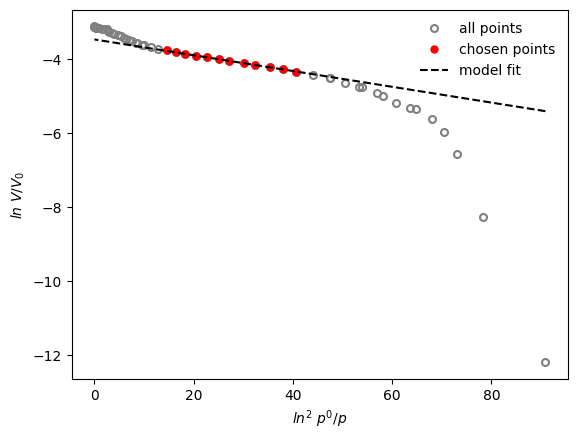 all points
chosen points
model fit
−4
−6
−8
−10
−12
ln V/V₀
0
20
40
60
80
ln² p⁰/p